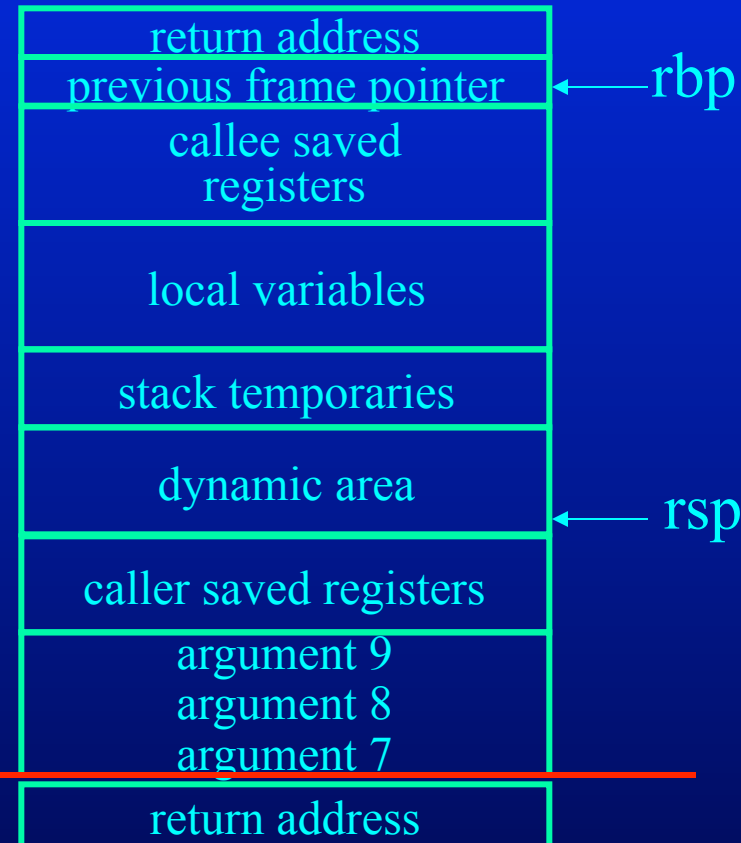 return address
previous frame pointer
rbp
callee saved
registers
local variables
stack temporaries
dynamic area
rsp
caller saved registers
argument 9
argument 8
argument 7
return address